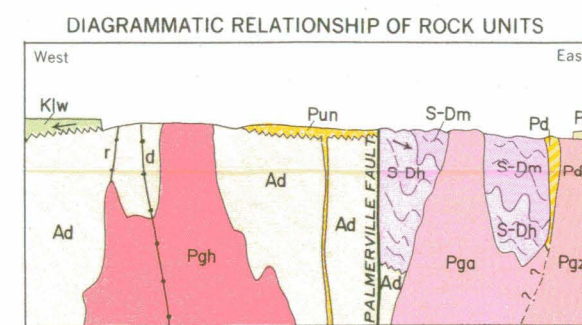 DIAGRAMMATIC RELATIONSHIP OF ROCK UNITS
West
Eas
Klw
Pun
S-Dm
Pd
P
r
d
Ad
Ad
Ad
S-Dh
S-Dm
Pd
Ad
Pgh
PALMERVILLE FAULT
Ad
Pga
S-Dh
Pgz
?
?